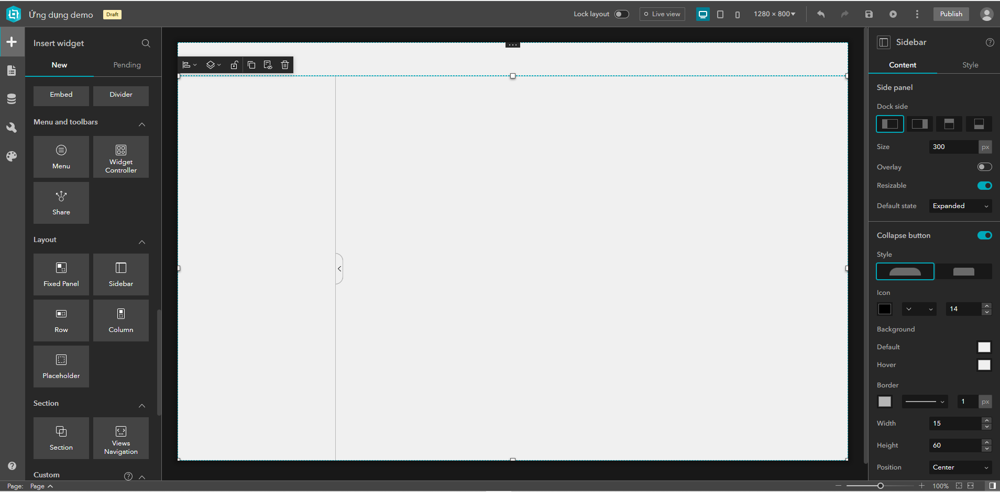 Ứng dụng demo
Draft
Lock layout
Live view
1280 × 800
Publish
Insert widget
New
Pending
Embed
Divider
Menu and toolbars
Menu
Widget
Controller
Share
Layout
Fixed Panel
Sidebar
Row
Column
Placeholder
Section
Section
Views
Navigation
Custom
Sidebar
Content
Style
Side panel
Dock side
Size
300
px
Overlay
Resizable
Default state
Expanded
Collapse button
Style
Icon
14
Background
Default
Hover
Border
1
px
Width
15
Height
60
Position
Center
Page:
Page
100%